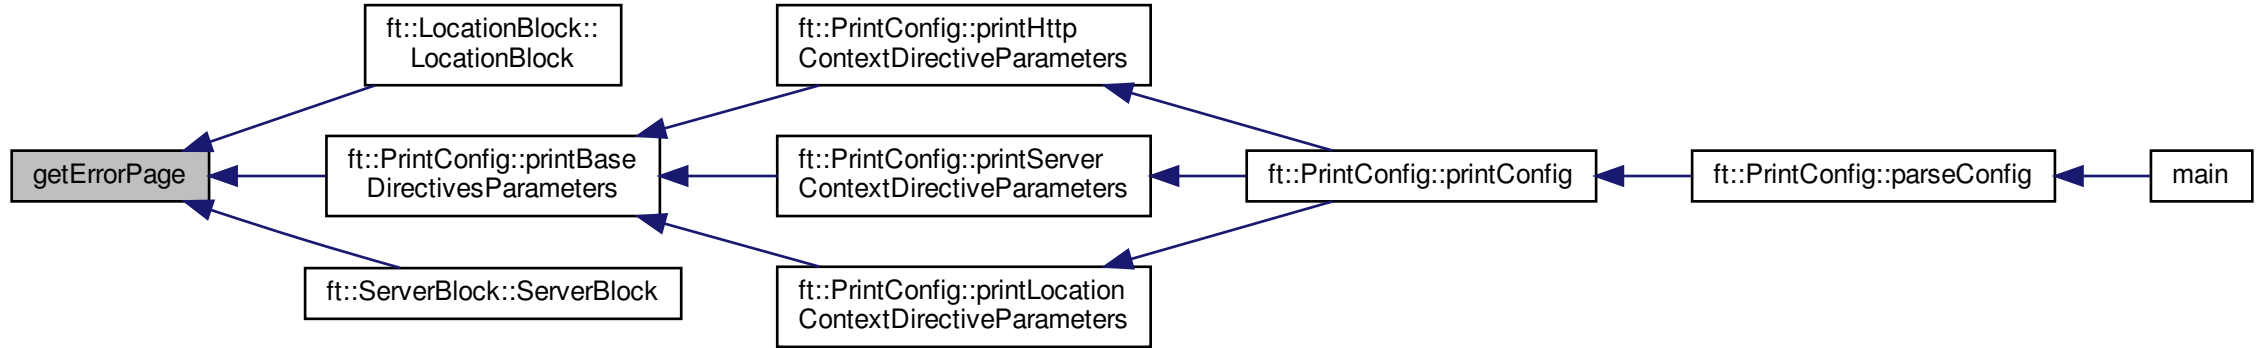 getErrorPage
ft::LocationBlock::
LocationBlock
ft::PrintConfig::printBase
DirectivesParameters
ft::ServerBlock::ServerBlock
ft::PrintConfig::printHttp
ContextDirectiveParameters
ft::PrintConfig::printServer
ContextDirectiveParameters
ft::PrintConfig::printLocation
ContextDirectiveParameters
ft::PrintConfig::printConfig
ft::PrintConfig::parseConfig
main